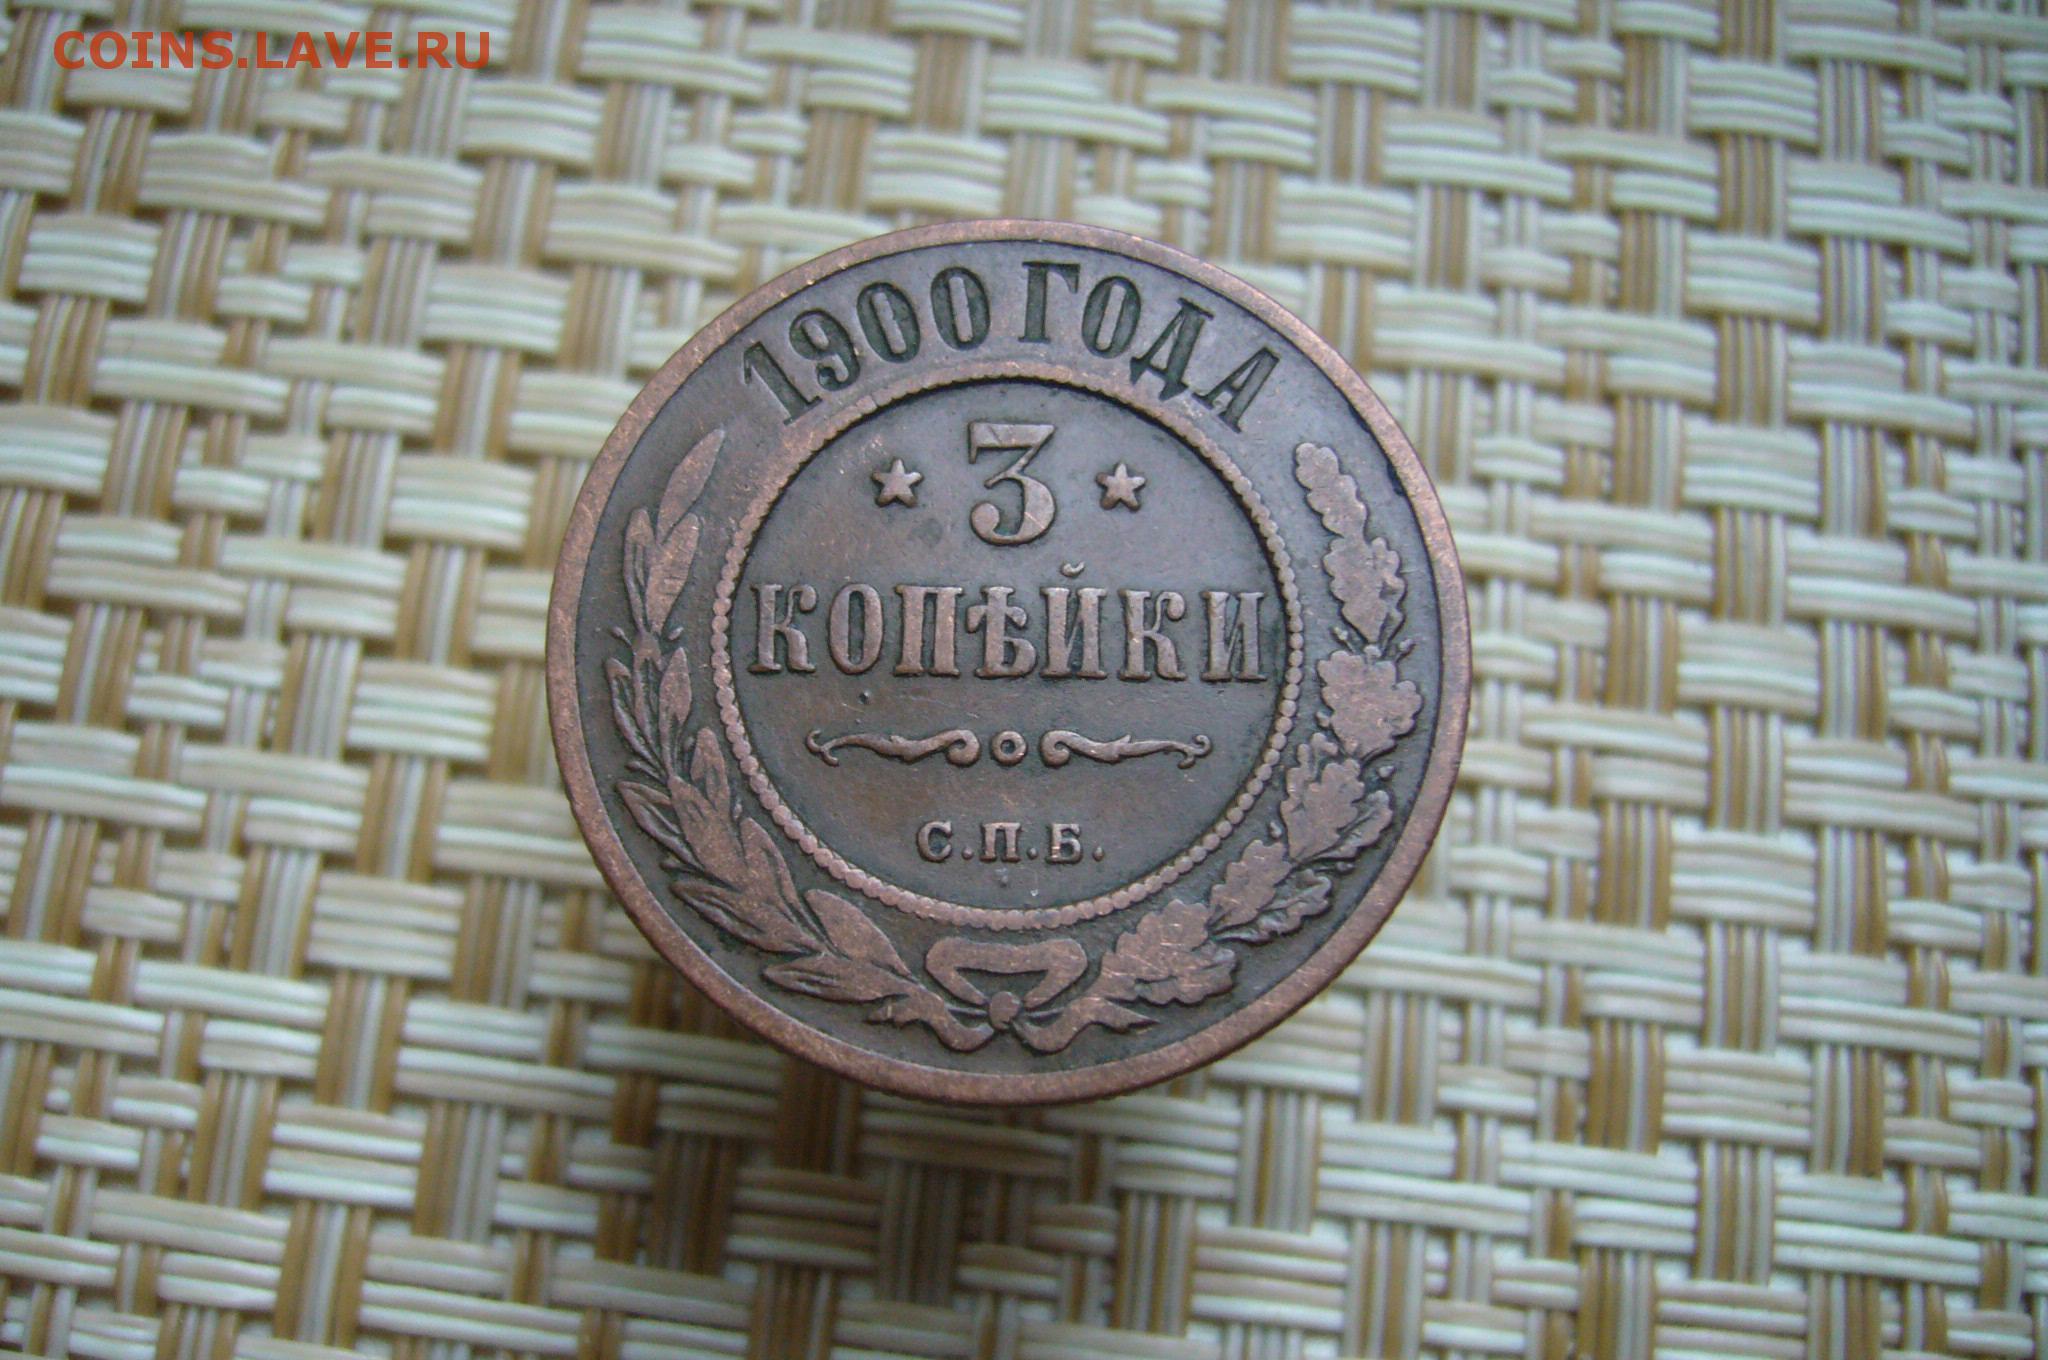 COINS.LAVE.RU
1900 ГОДА
3
КОПѢЙКИ
С.П.Б.